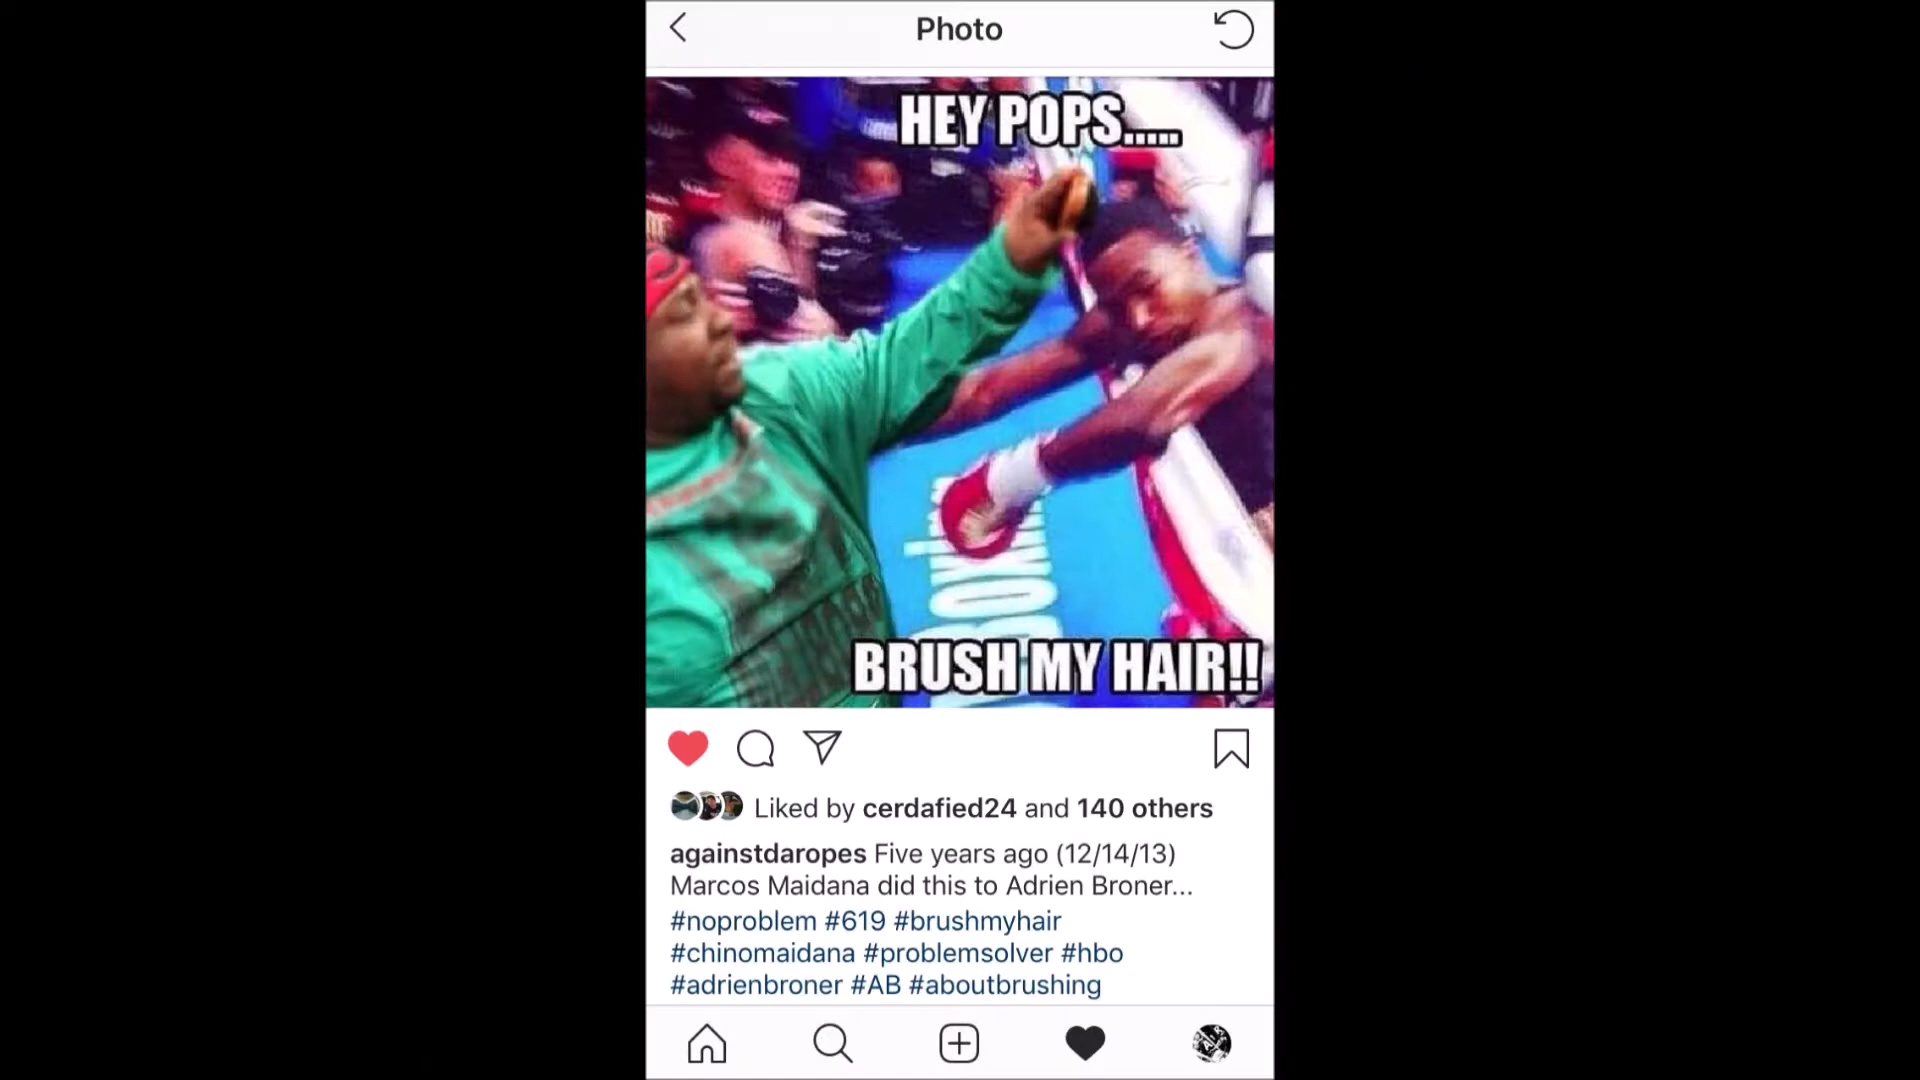 Photo
HEY POPS.....
BRUSH MY HAIR!!
Liked by cerdafied24 and 140 others
againstdaropes Five years ago (12/14/13)
Marcos Maidana did this to Adrien Broner...
#noproblem #619 #brushmyhair
#chinomaidana #problemsolver #hbo
#adrienbroner #AB #aboutbrushing